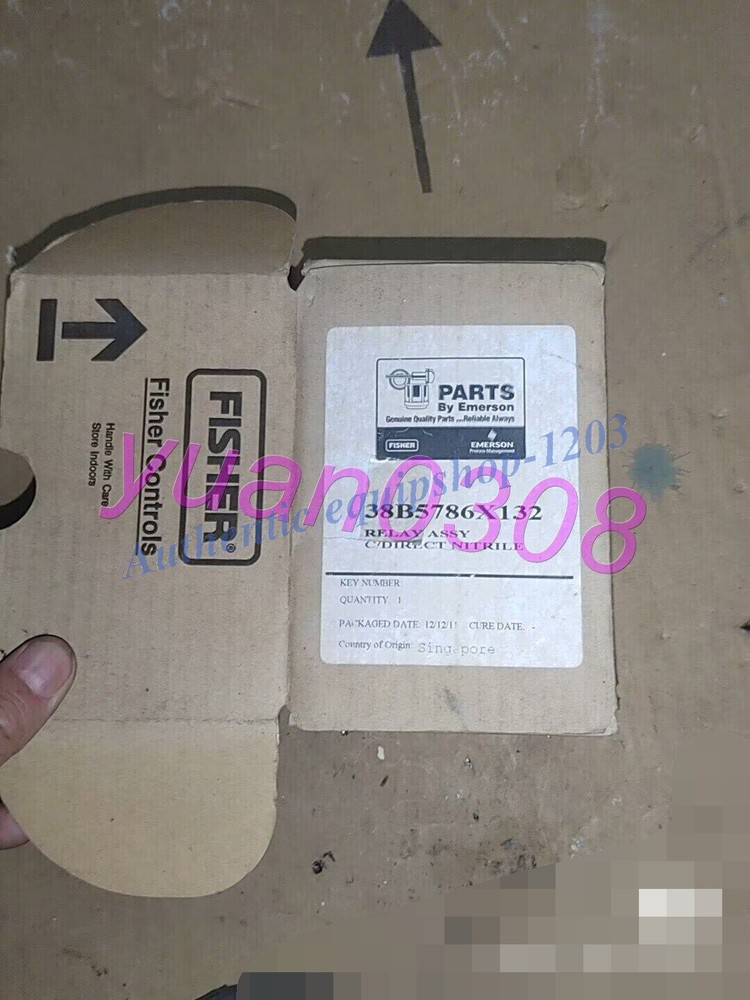 FISHER®
Fisher Controls
Handle With Care
Store Indoors
PARTS
By Emerson
Genuine Quality Parts ...Reliable Always
FISHER
EMERSON
Process Management
38B5786X132
RELAY ASSY
C/DIRECT NITRILE
KEY NUMBER:
QUANTITY: 1
PACKAGED DATE: 12/12/11 CURE DATE: -
Country of Origin: Singapore
Authentic equipshop-1203
yuan0308